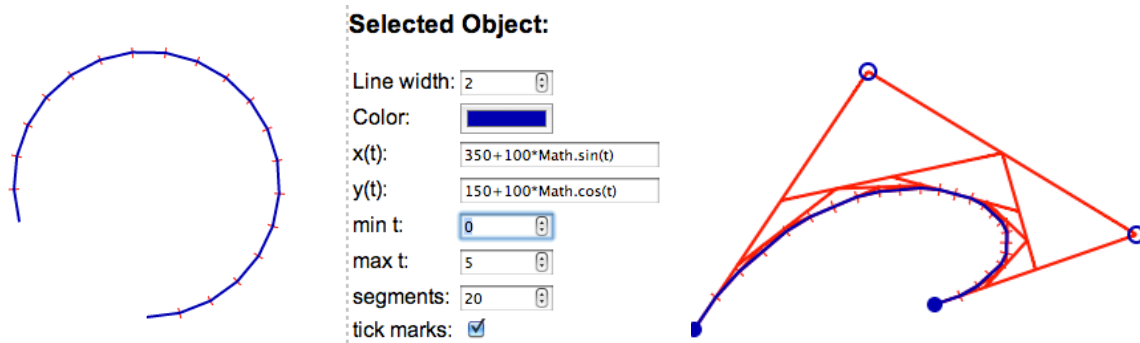 Selected Object:
Line width: 2
Color:
x(t): 350+100*Math.sin(t)
y(t): 150+100*Math.cos(t)
min t: 0
max t: 5
segments: 20
tick marks: